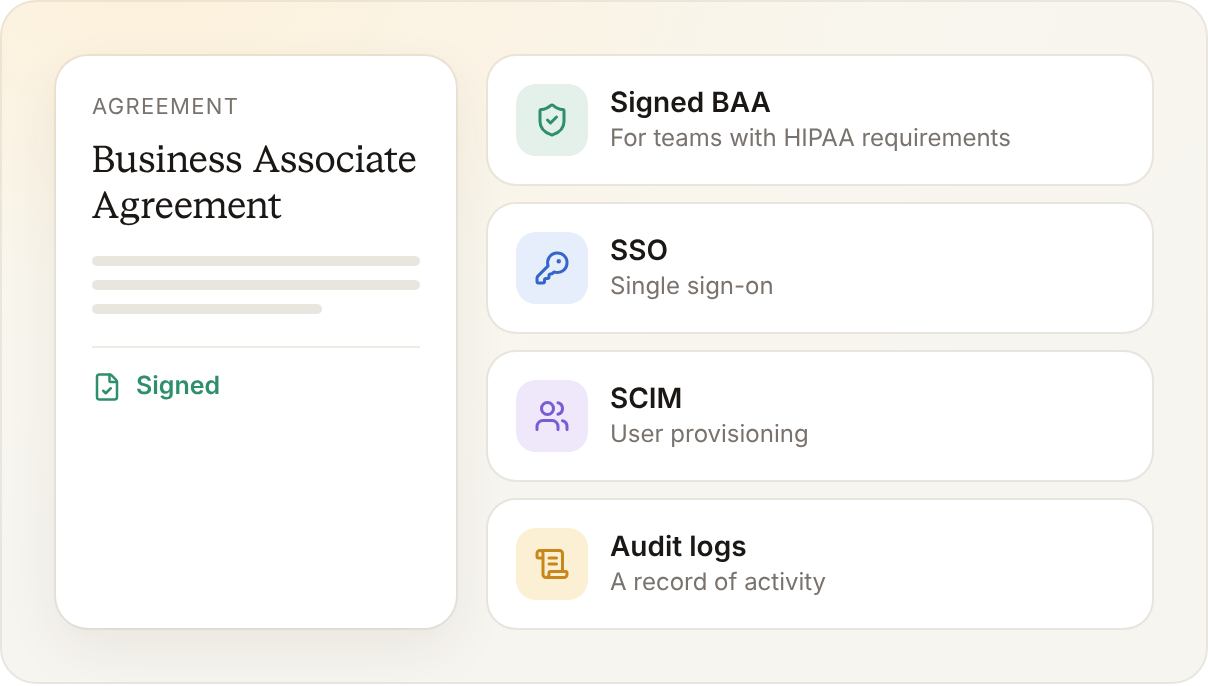 AGREEMENT
Business Associate
Agreement
Signed
Signed BAA
For teams with HIPAA requirements
SSO
Single sign-on
SCIM
User provisioning
Audit logs
A record of activity